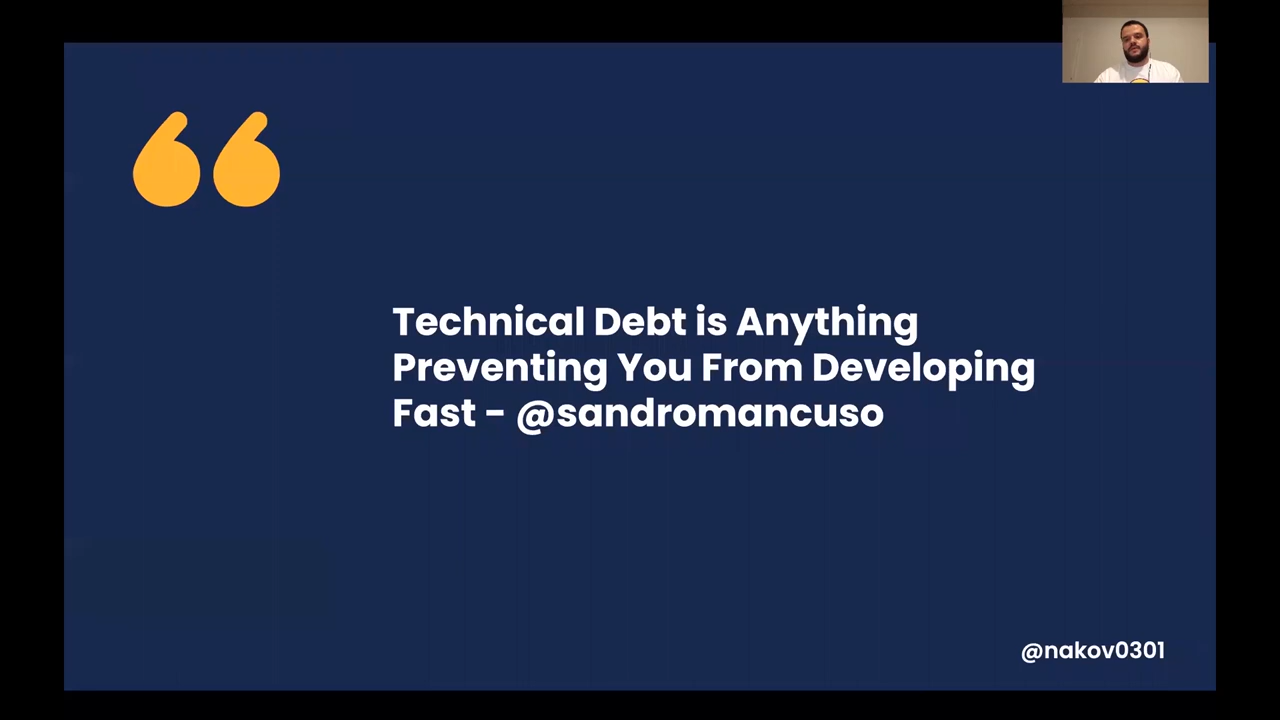 Technical Debt is Anything
Preventing You From Developing
Fast - @sandromancuso
@nakov0301